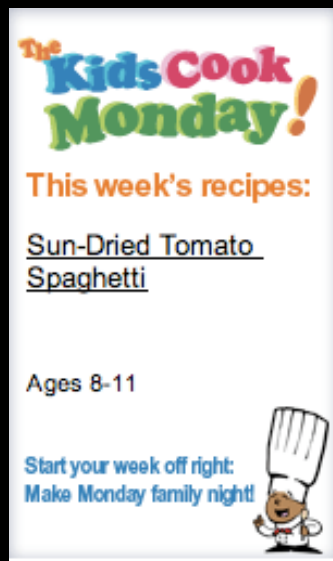 The
Kids Cook
Monday!
This week's recipes:
Sun-Dried Tomato
Spaghetti
Ages 8-11
Start your week off right:
Make Monday family night!